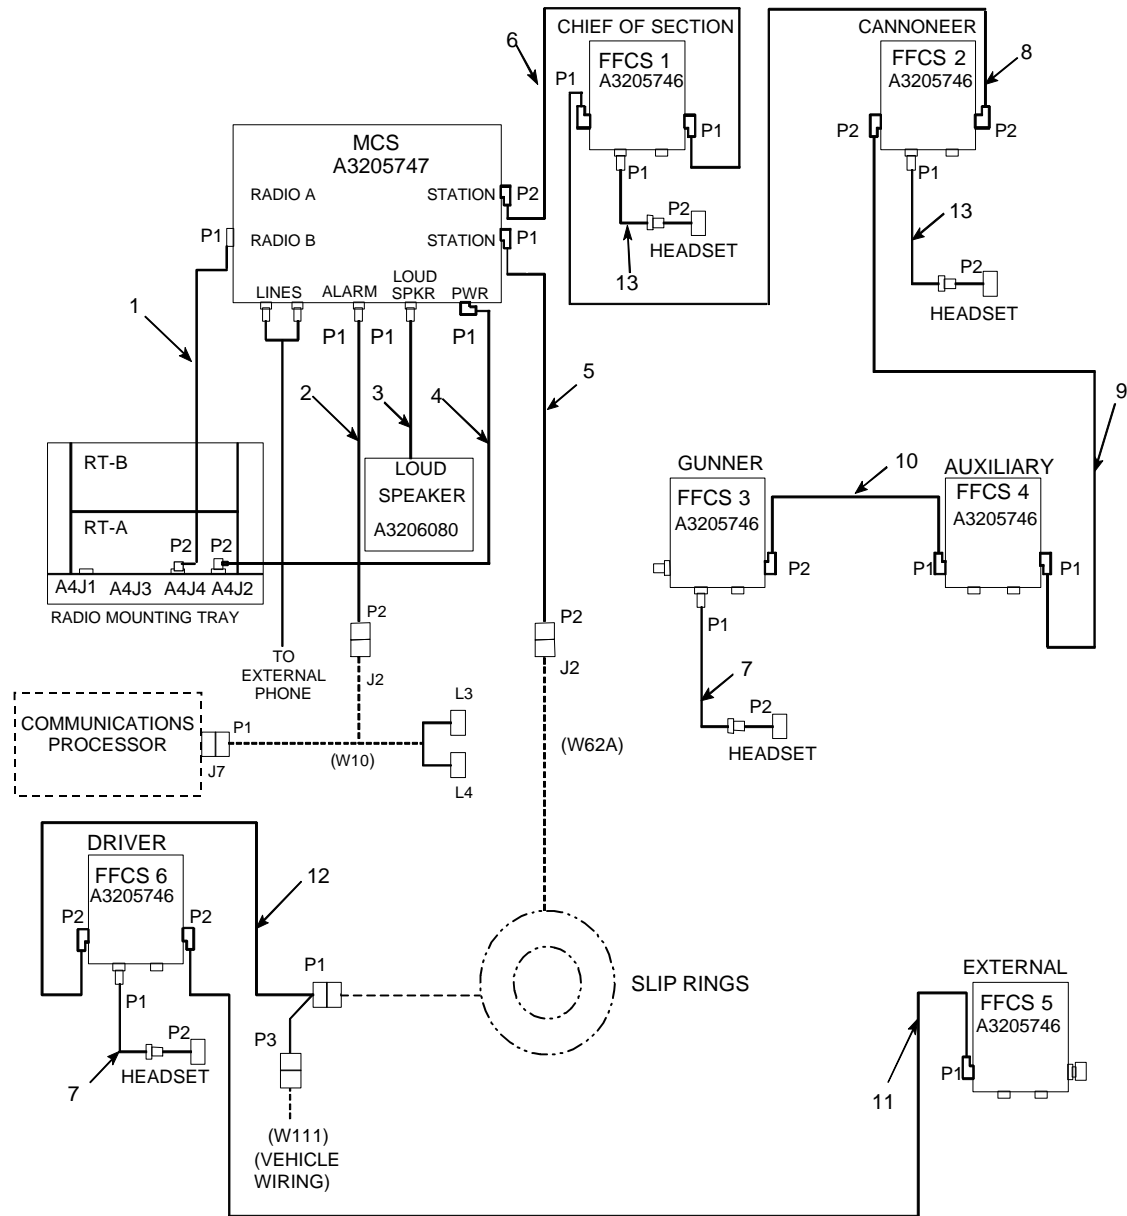 6
CHIEF OF SECTION
CANNONEER
FFCS 1
A3205746
P1
P1
P1
P2
HEADSET
13
FFCS 2
A3205746
8
P2
P2
P1
13
P2
HEADSET
MCS
A3205747
RADIO A
STATION
P2
P1
RADIO B
STATION
P1
LINES
ALARM
LOUD
SPKR
PWR
P1
P1
P1
1
2
3
4
5
RT-B
RT-A
P2
P2
A4J1
A4J3
A4J4
A4J2
RADIO MOUNTING TRAY
LOUD
SPEAKER
A3206080
9
GUNNER
10
AUXILIARY
FFCS 3
A3205746
FFCS 4
A3205746
P2
P1
P1
P1
7
P2
HEADSET
TO
EXTERNAL
PHONE
P2
J2
P2
J2
COMMUNICATIONS
PROCESSOR
P1
J7
(W10)
L3
L4
(W62A)
DRIVER
FFCS 6
A3205746
12
P2
P2
P1
P2
HEADSET
7
P1
P3
(W111)
(VEHICLE
WIRING)
SLIP RINGS
EXTERNAL
FFCS 5
A3205746
P1
11